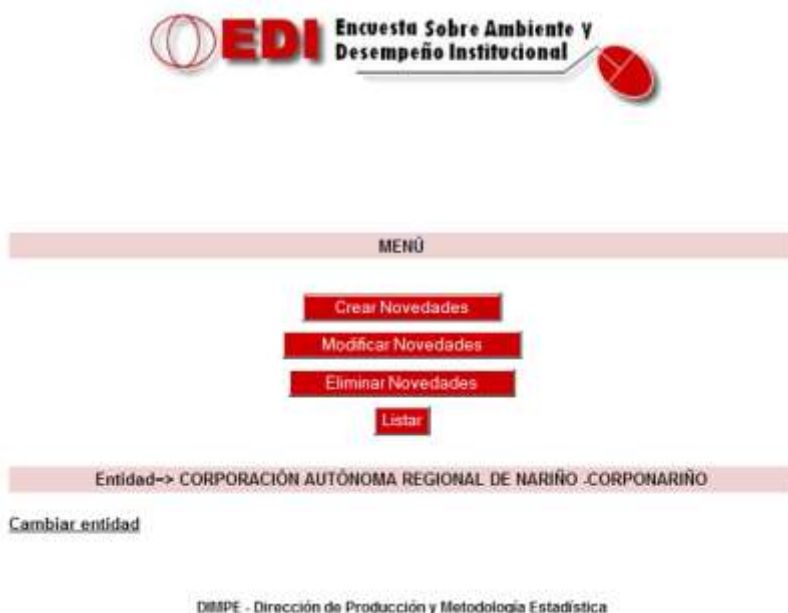 EDI Encuesta Sobre Ambiente y
Desempeño Institucional
MENÚ
Crear Novedades
Modificar Novedades
Eliminar Novedades
Listar
Entidad=> CORPORACIÓN AUTÓNOMA REGIONAL DE NARIÑO -CORPONARIÑO
Cambiar entidad
DIMPE - Dirección de Producción y Metodología Estadística